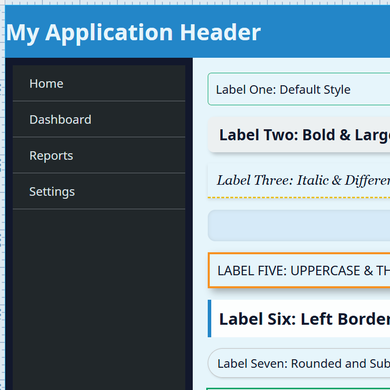 My Application Header
Home
Dashboard
Reports
Settings
Label One: Default Style
Label Two: Bold & Larg
Label Three: Italic & Differen
LABEL FIVE: UPPERCASE & TH
Label Six: Left Border
Label Seven: Rounded and Sub